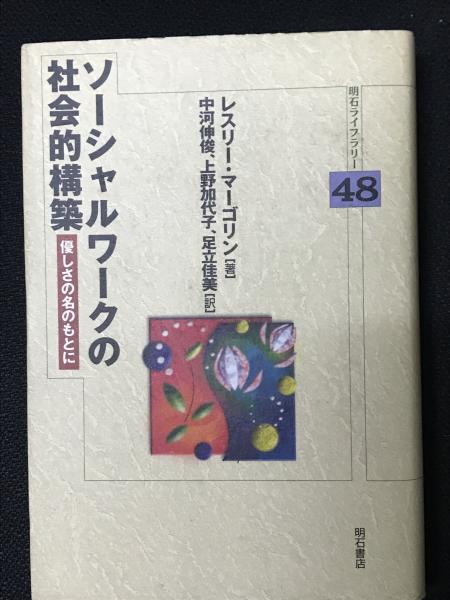 明石ライブラリー
48
レスリー・マーゴリン[著]
中河伸俊、上野加代子、足立佳美[訳]
ソーシャルワークの
社会的構築
優しさの名のもとに
明石書店